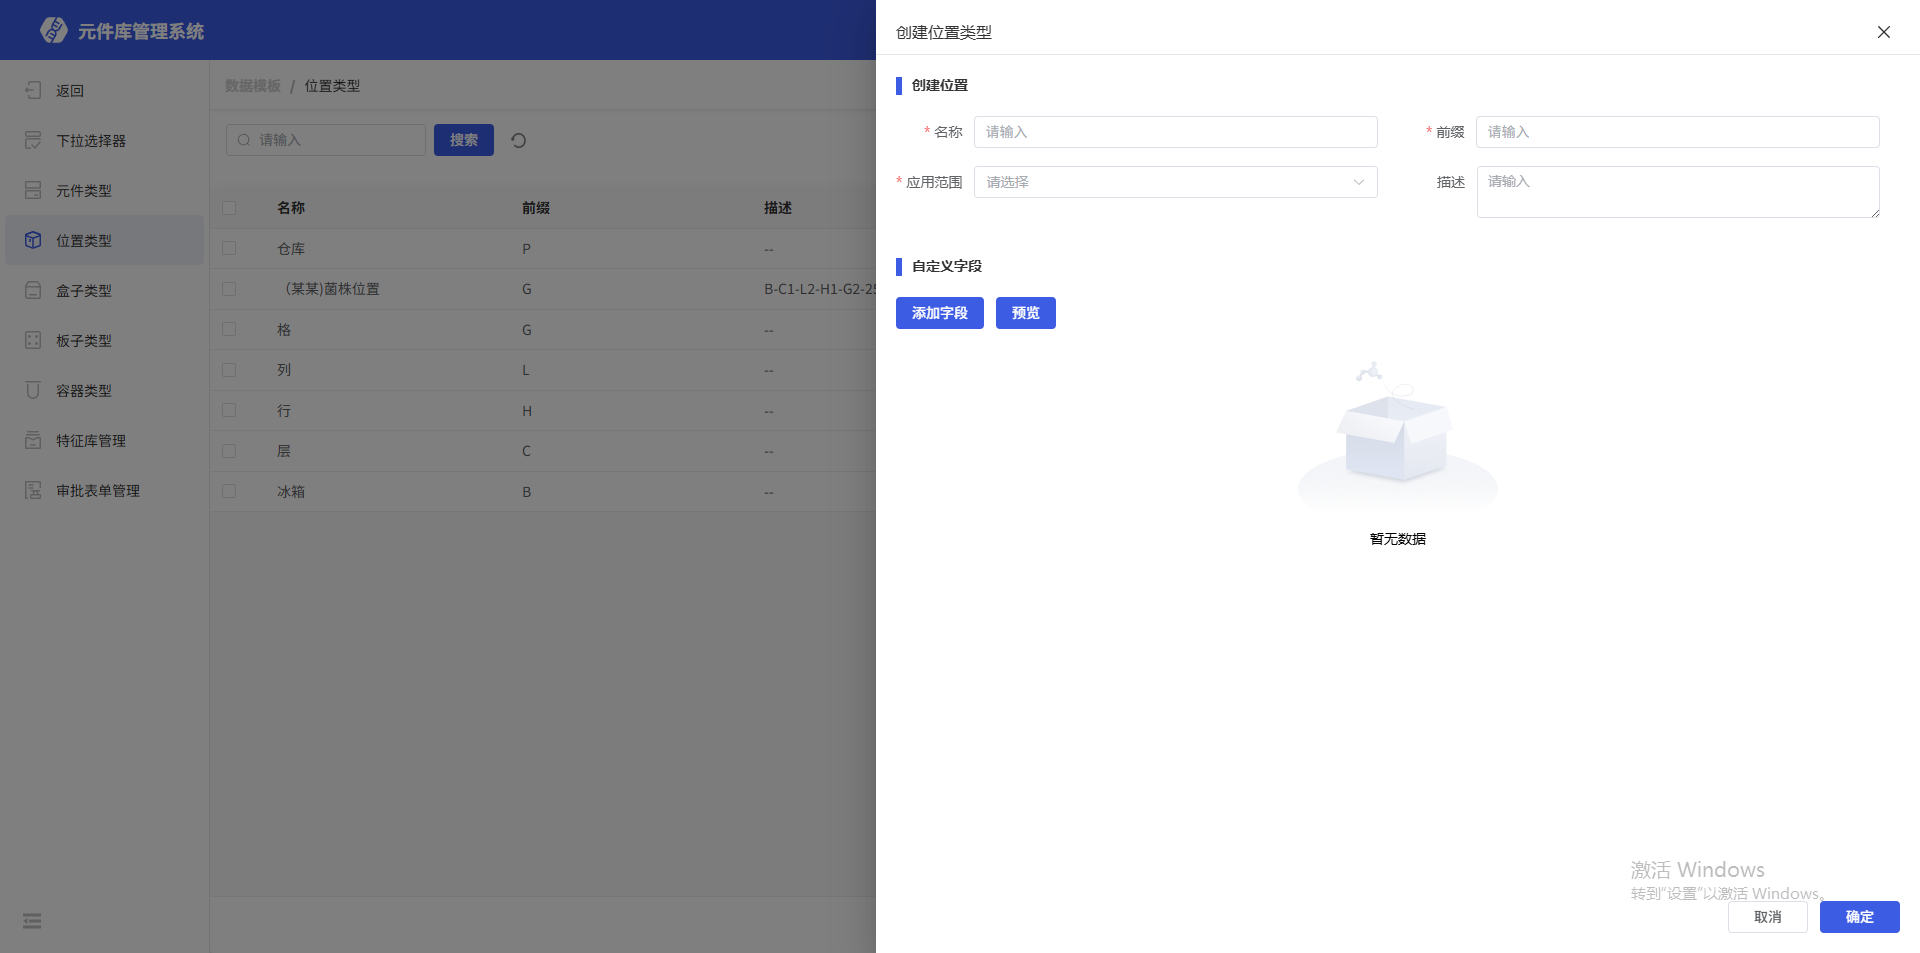 元件库管理系统
返回
下拉选择器
元件类型
位置类型
盒子类型
板子类型
容器类型
特征库管理
审批表单管理
数据模板 / 位置类型
请输入
搜索
名称 前缀 描述
仓库 P --
（某某)菌株位置 G B-C1-L2-H1-G2-25
格 G --
列 L --
行 H --
层 C --
冰箱 B --
创建位置类型
创建位置
* 名称 请输入
* 前缀 请输入
* 应用范围 请选择
描述 请输入
自定义字段
添加字段 预览
暂无数据
激活 Windows
转到“设置”以激活 Windows。
取消 确定